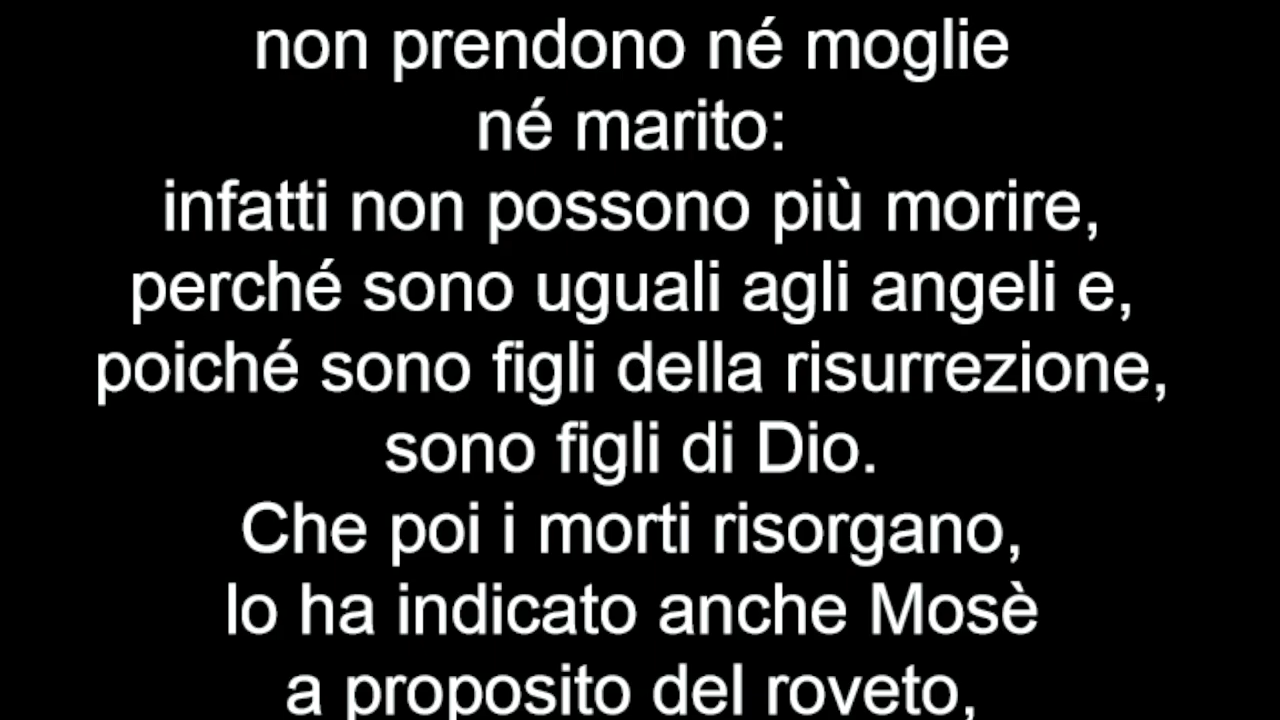 non prendono né moglie
né marito:
infatti non possono più morire,
perché sono uguali agli angeli e,
poiché sono figli della risurrezione,
sono figli di Dio.
Che poi i morti risorgano,
lo ha indicato anche Mosè
a proposito del roveto,